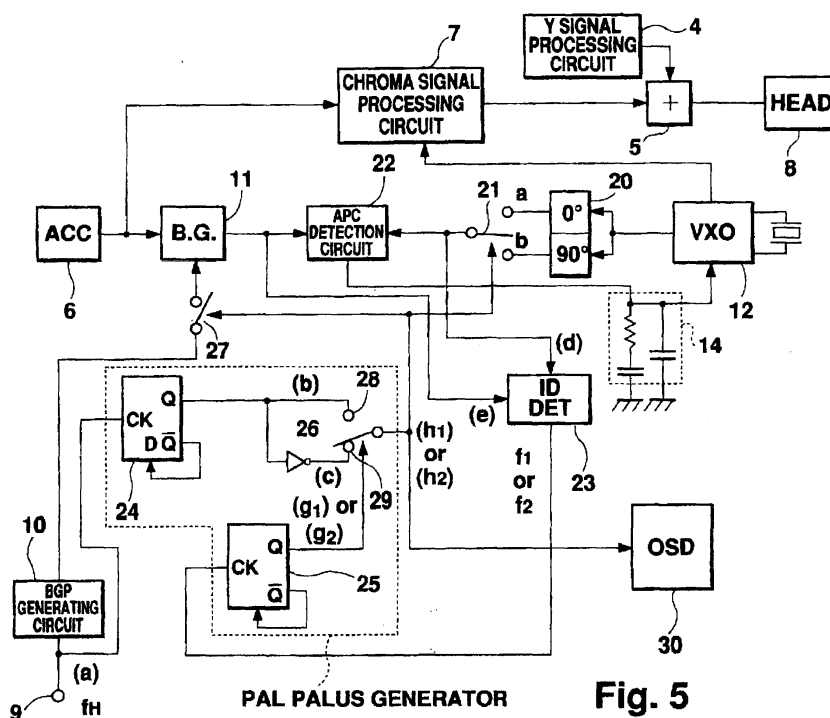 4
Y SIGNAL
PROCESSING
CIRCUIT
7
CHROMA SIGNAL
PROCESSING
CIRCUIT
+
5
HEAD
8
22
11
21
a
20
ACC
6
B.G.
APC
DETECTION
CIRCUIT
b
0°
90°
VXO
12
27
14
(d)
(b)
28
Q
CK
D Q̅
24
26
(c)
29
(h1)
or
(h2)
(e)
ID
DET
23
(g1) or
(g2)
f1
or
f2
10
BGP
GENERATING
CIRCUIT
Q
CK
Q̅
25
OSD
30
(a)
9
fH
PAL PALUS GENERATOR
Fig. 5